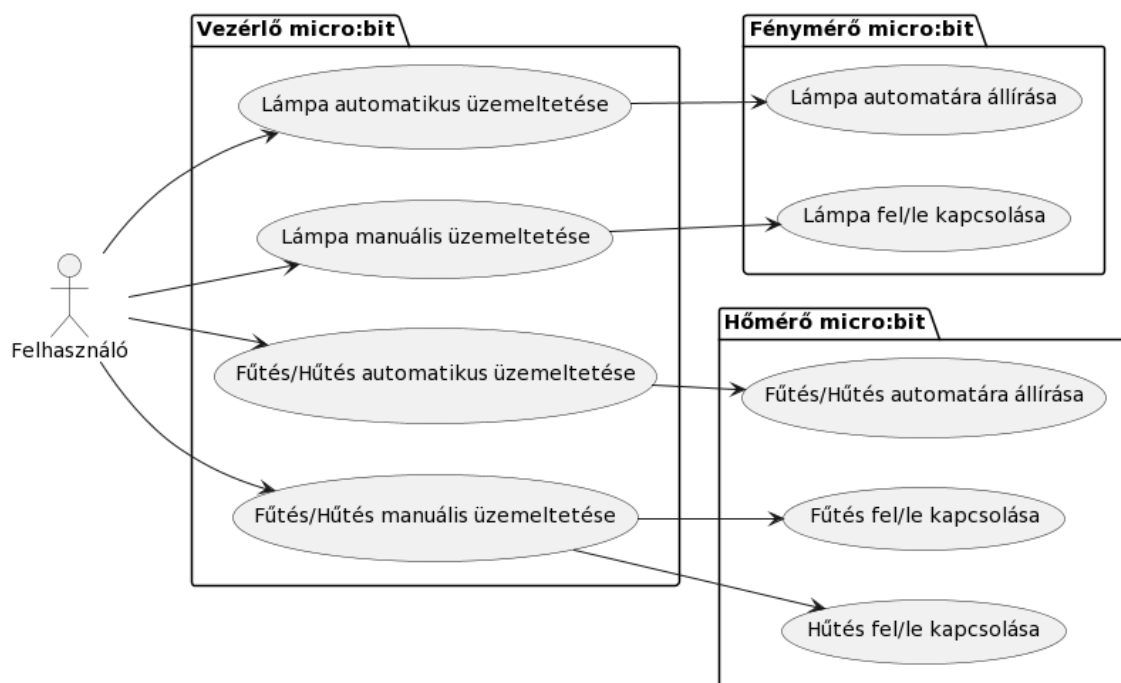 Vezérlő micro:bit
Lámpa automatikus üzemeltetése
Lámpa manuális üzemeltetése
Fűtés/Hűtés automatikus üzemeltetése
Fűtés/Hűtés manuális üzemeltetése
Felhasználó
Fénymérő micro:bit
Lámpa automatára állírása
Lámpa fel/le kapcsolása
Hőmérő micro:bit
Fűtés/Hűtés automatára állírása
Fűtés fel/le kapcsolása
Hűtés fel/le kapcsolása